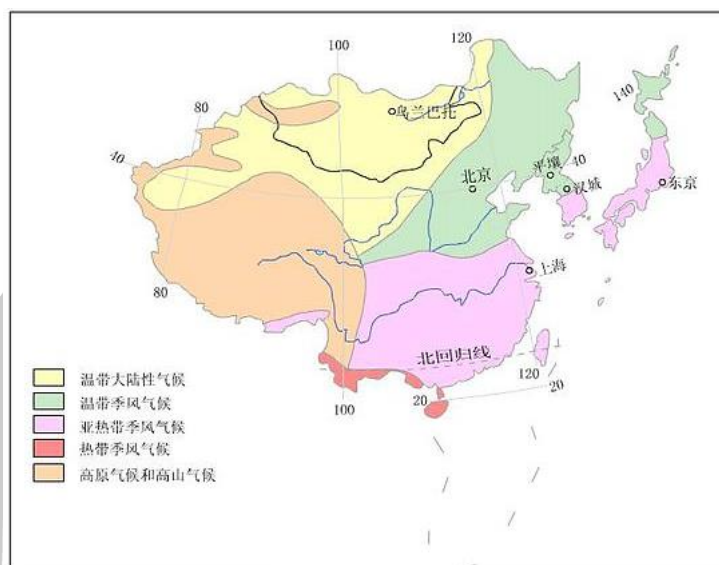 100
120
80
140
40
乌兰巴托
北京
平壤
40
汉城
东京
80
上海
北回归线
120
20
20
100
温带大陆性气候
温带季风气候
亚热带季风气候
热带季风气候
高原气候和高山气候